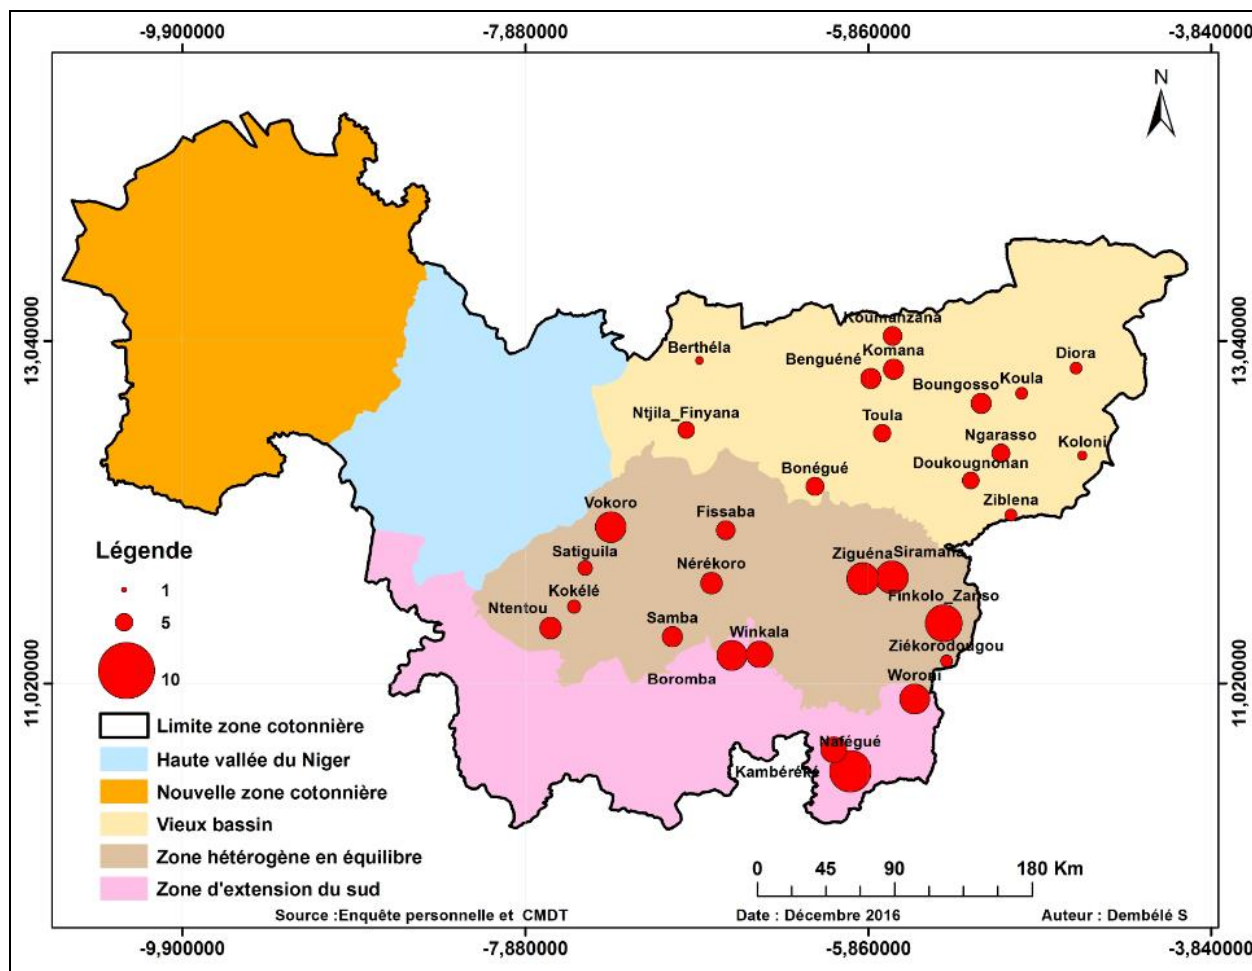 -9,900000 -7,880000 -5,860000 -3,840000
N
13,040000 13,040000
Koumanzana
Berthéla
Komana
Benguéné
Diora
Koula
Boungosso
Ntjila_Finyana
Toula
Ngarasso
Koloni
Doukougnonan
Bonégué
Ziblena
Vokoro
Fissaba
Satiguila
Ziguéna
Siramana
Nérékoro
Kokélé
Finkolo_Zanso
Ntentou
Samba
Winkala
Ziékorodougou
Boromba
Woroni
Nafégué
Kambéréké
11,020000 11,020000
Légende
1
5
10
Limite zone cotonnière
Haute vallée du Niger
Nouvelle zone cotonnière
Vieux bassin
Zone hétérogène en équilibre
Zone d'extension du sud
0 45 90 180 Km
Source :Enquête personnelle et CMDT
Date : Décembre 2016
Auteur : Dembélé S
-9,900000 -7,880000 -5,860000 -3,840000